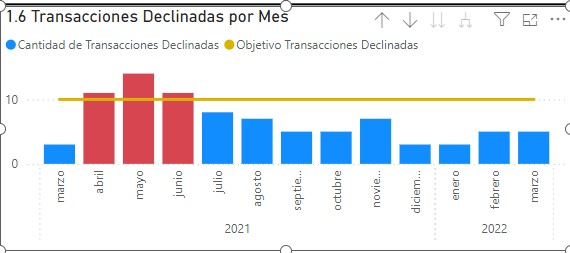 1.6 Transacciones Declinadas por Mes
Cantidad de Transacciones Declinadas Objetivo Transacciones Declinadas
10
0
marzo abril mayo junio julio agosto septie... octubre novie... diciem... enero febrero marzo
2021 2022